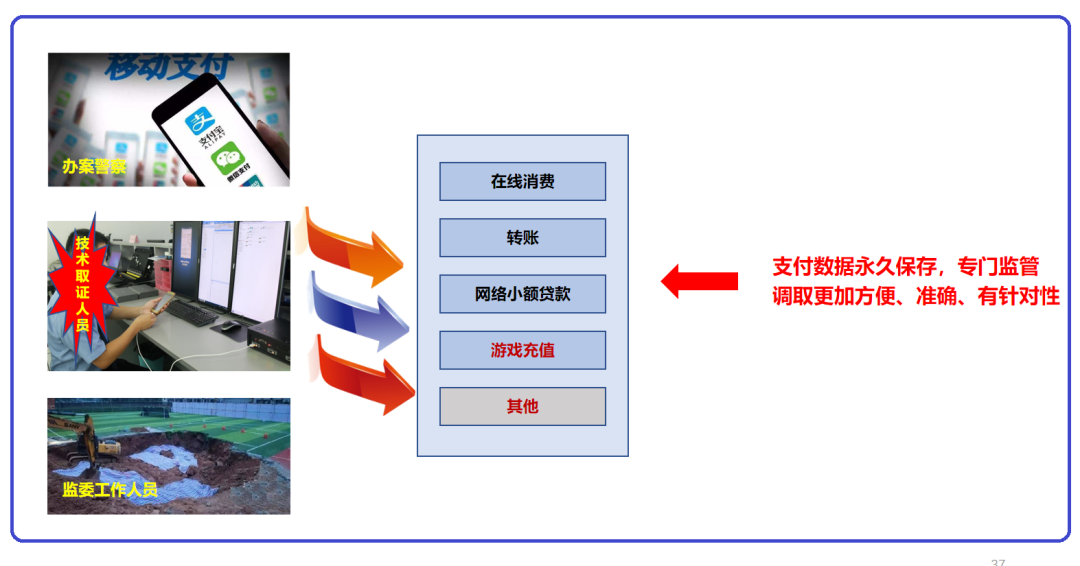 移动支付
支付宝
ALIPAY
微信支付
办案警察
技术取证人员
监委工作人员
在线消费
转账
网络小额贷款
游戏充值
其他
支付数据永久保存，专门监管
调取更加方便、准确、有针对性
37